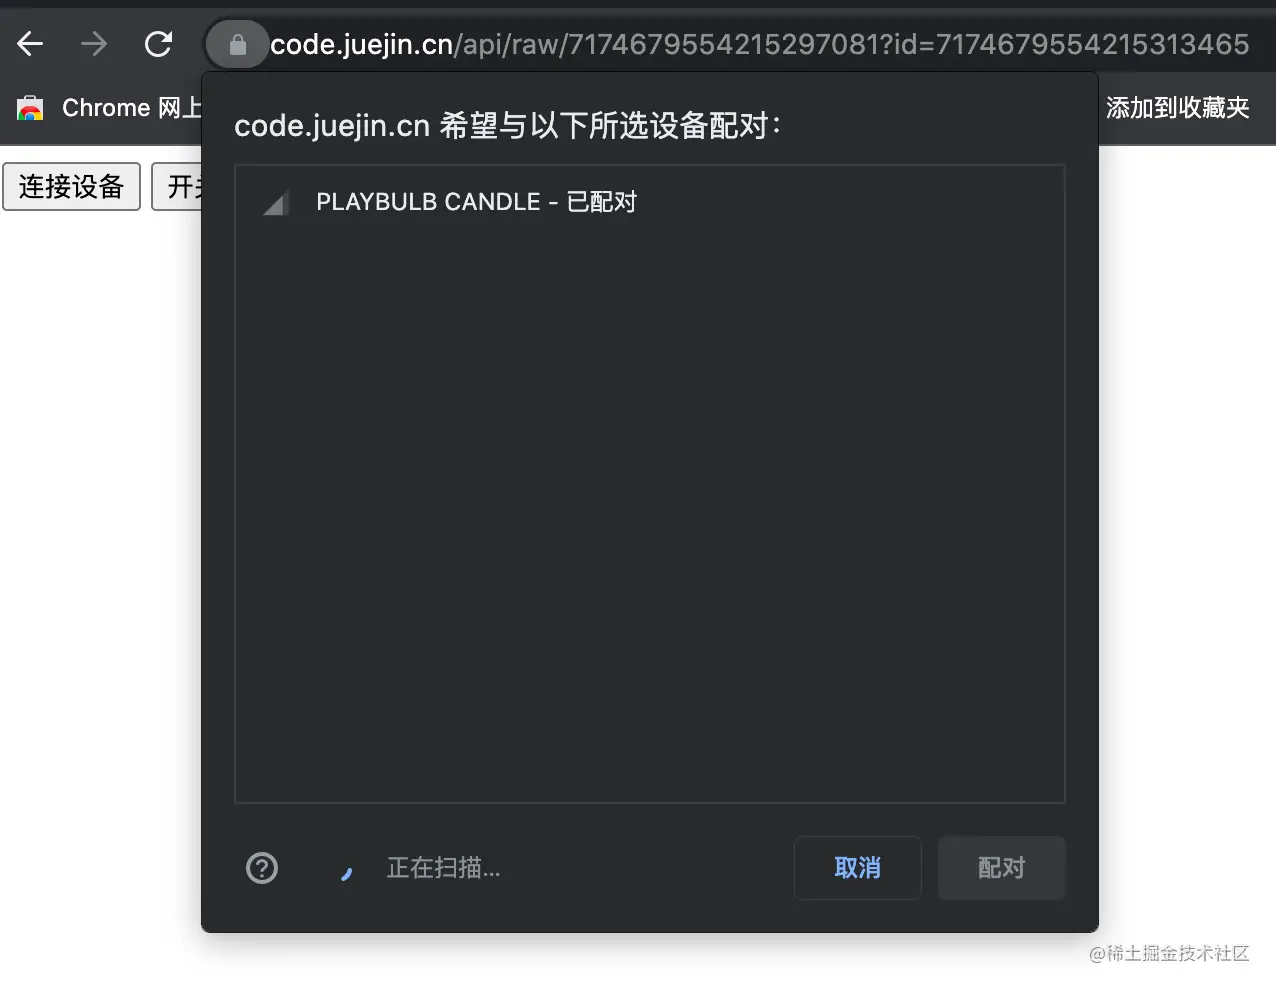 code.juejin.cn/api/raw/7174679554215297081?id=7174679554215313465
Chrome 网上
添加到收藏夹
code.juejin.cn 希望与以下所选设备配对：
连接设备
开
PLAYBULB CANDLE - 已配对
正在扫描...
取消
配对
@稀土掘金技术社区